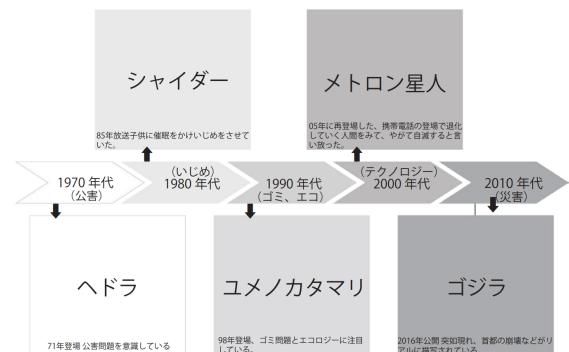 シャイダー
85年放送子供に催眠をかけいじめをさせて
いた。
メトロン星人
05年に再登場した、携帯電話の登場で退化
していく人間をみて、やがて自滅すると言
い放った。
1970 年代
(公害)
(いじめ)
1980 年代
1990 年代
(ゴミ、エコ)
(テクノロジー)
2000 年代
2010 年代
(災害)
ヘドラ
71年登場 公害問題を意識している
ユメノカタマリ
98年登場、ゴミ問題とエコロジーに注目
している。
ゴジラ
2016年公開 突如現れ、首都の崩壊などがリ
アルに描写されている